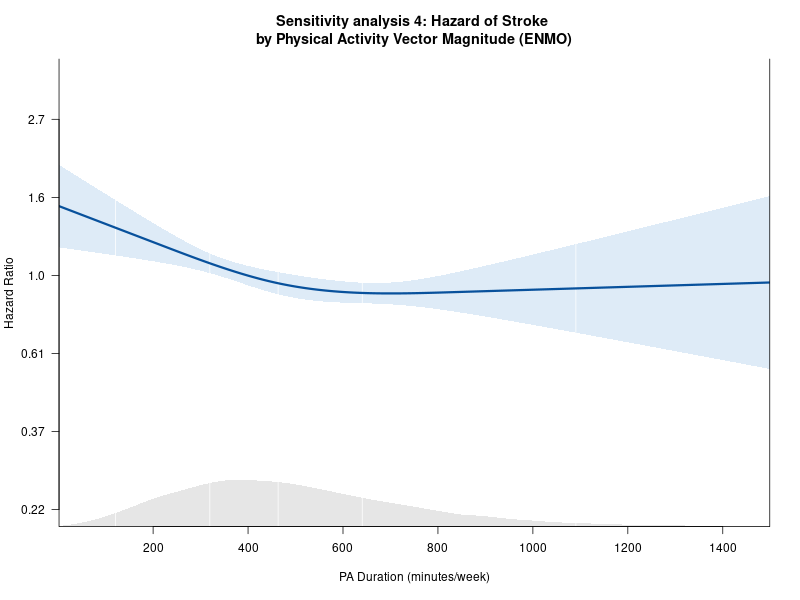 Sensitivity analysis 4: Hazard of Stroke
by Physical Activity Vector Magnitude (ENMO)
2.7
1.6
1.0
0.61
0.37
0.22
Hazard Ratio
200 400 600 800 1000 1200 1400
PA Duration (minutes/week)